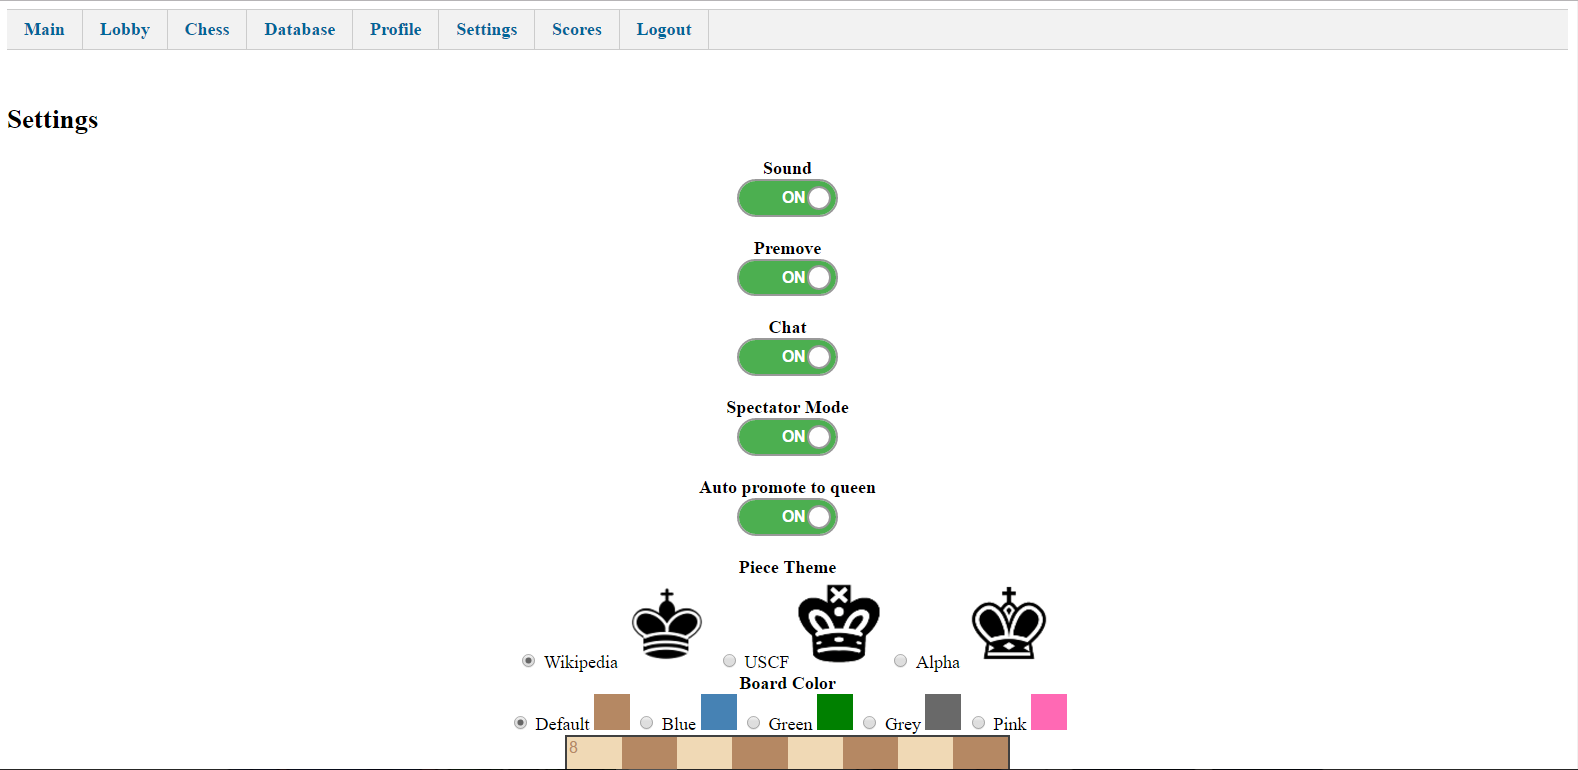 Main Lobby Chess Database Profile Settings Scores Logout
Settings
Sound
ON
Premove
ON
Chat
ON
Spectator Mode
ON
Auto promote to queen
ON
Piece Theme
Wikipedia USCF Alpha
Board Color
Default Blue Green Grey Pink
8